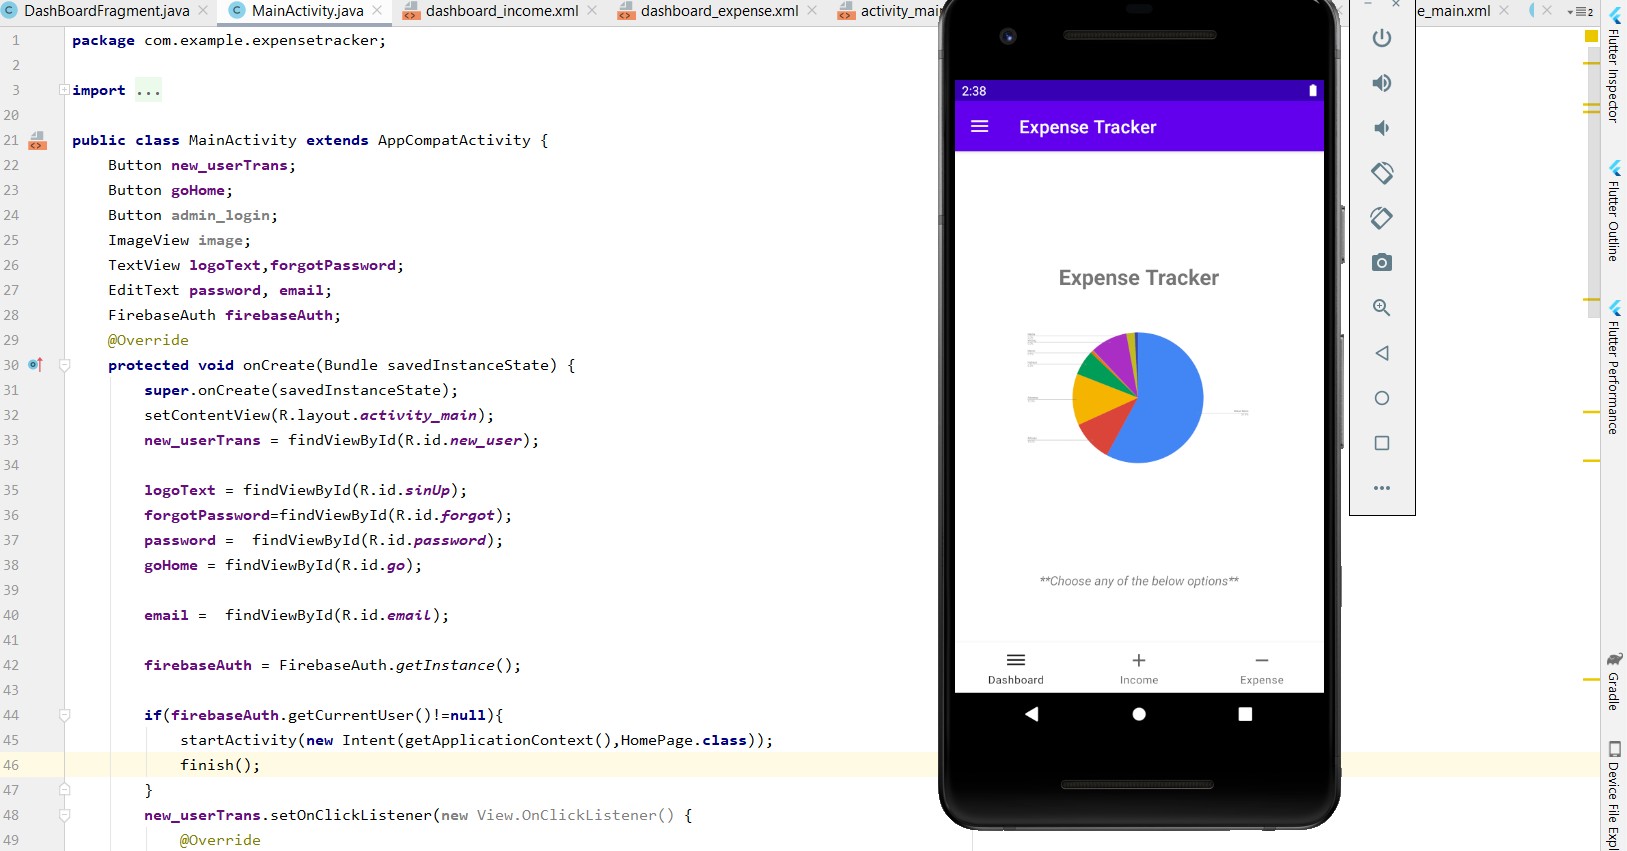 DashBoardFragment.java
MainActivity.java
dashboard_income.xml
dashboard_expense.xml
activity_mai
e_main.xml
2
1 package com.example.expensetracker;
2
3 import ...
20
21 public class MainActivity extends AppCompatActivity {
22 Button new_userTrans;
23 Button goHome;
24 Button admin_login;
25 ImageView image;
26 TextView logoText,forgotPassword;
27 EditText password, email;
28 FirebaseAuth firebaseAuth;
29 @Override
30 protected void onCreate(Bundle savedInstanceState) {
31 super.onCreate(savedInstanceState);
32 setContentView(R.layout.activity_main);
33 new_userTrans = findViewById(R.id.new_user);
34
35 logoText = findViewById(R.id.sinUp);
36 forgotPassword=findViewById(R.id.forgot);
37 password =  findViewById(R.id.password);
38 goHome = findViewById(R.id.go);
39
40 email =  findViewById(R.id.email);
41
42 firebaseAuth = FirebaseAuth.getInstance();
43
44 if(firebaseAuth.getCurrentUser()!=null){
45 startActivity(new Intent(getApplicationContext(),HomePage.class));
46 finish();
47 }
48 new_userTrans.setOnClickListener(new View.OnClickListener() {
49 @Override
2:38
Expense Tracker
Expense Tracker
**Choose any of the below options**
Dashboard
Income
Expense
Flutter Inspector
Flutter Outline
Flutter Performance
Gradle
Device File Expl